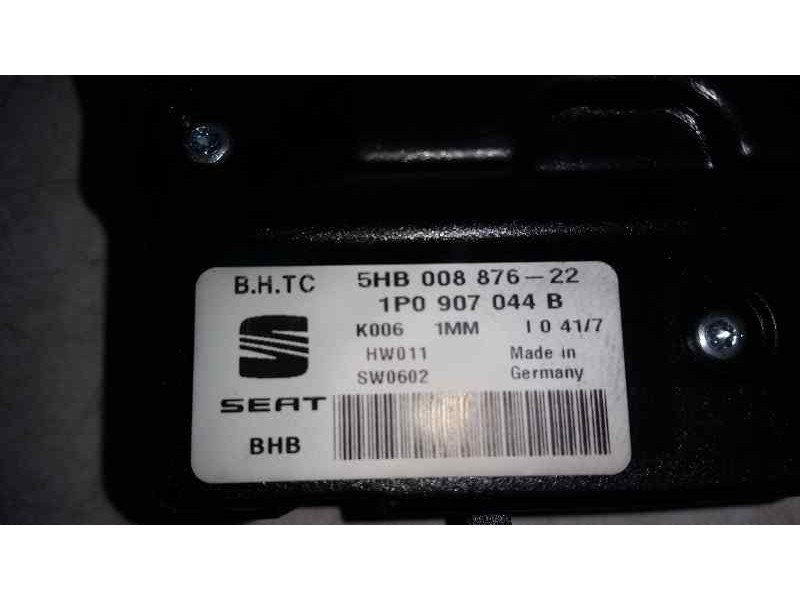 B.H.TC 5HB 008 876-22
1P0 907 044 B
K006 1MM I 0 41/7
HW011 Made in
SW0602 Germany
SEAT
BHB